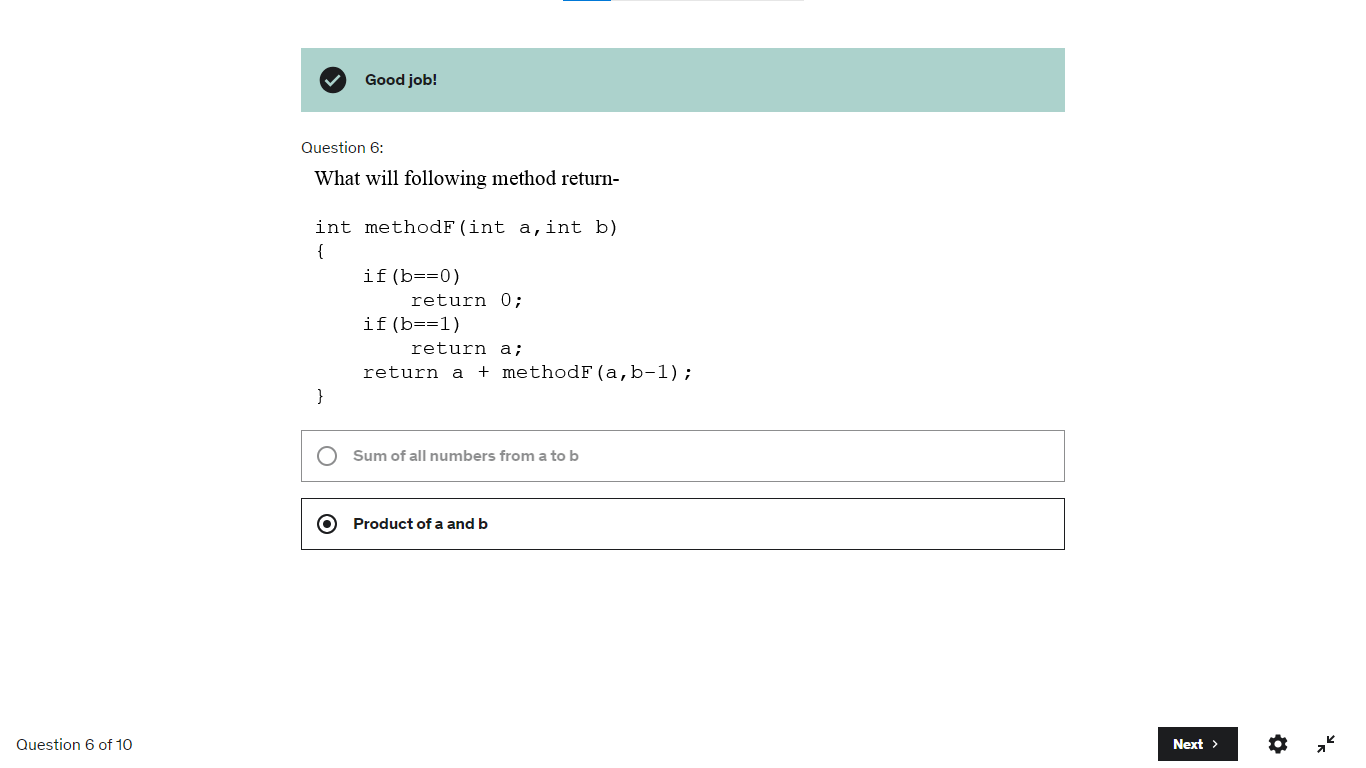 Good job!
Question 6:
What will following method return-
int methodF(int a,int b)
{
    if(b==0)
        return 0;
    if(b==1)
        return a;
    return a + methodF(a,b-1);
}
Sum of all numbers from a to b
Product of a and b
Question 6 of 10
Next